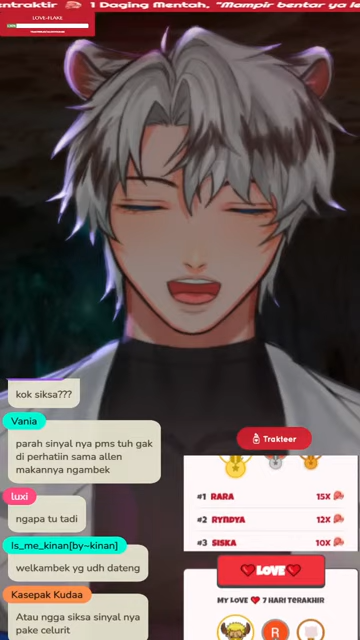 entraktir 1 Daging Mentah, "Mampir bentar ya le
LOVE-FLAKE
kok siksa???
Vania
parah sinyal nya pms tuh gak
di perhatiin sama allen
makannya ngambek
luxi
ngapa tu tadi
Is_me_kinan[by~kinan]
welkambek yg udh dateng
Kasepak Kudaa
Atau ngga siksa sinyal nya
pake celurit
Trakteer
#1 RARA 15X
#2 RYNDYA 12X
#3 SISKA 10X
LOVE
MY LOVE ❤ 7 HARI TERAKHIR
R